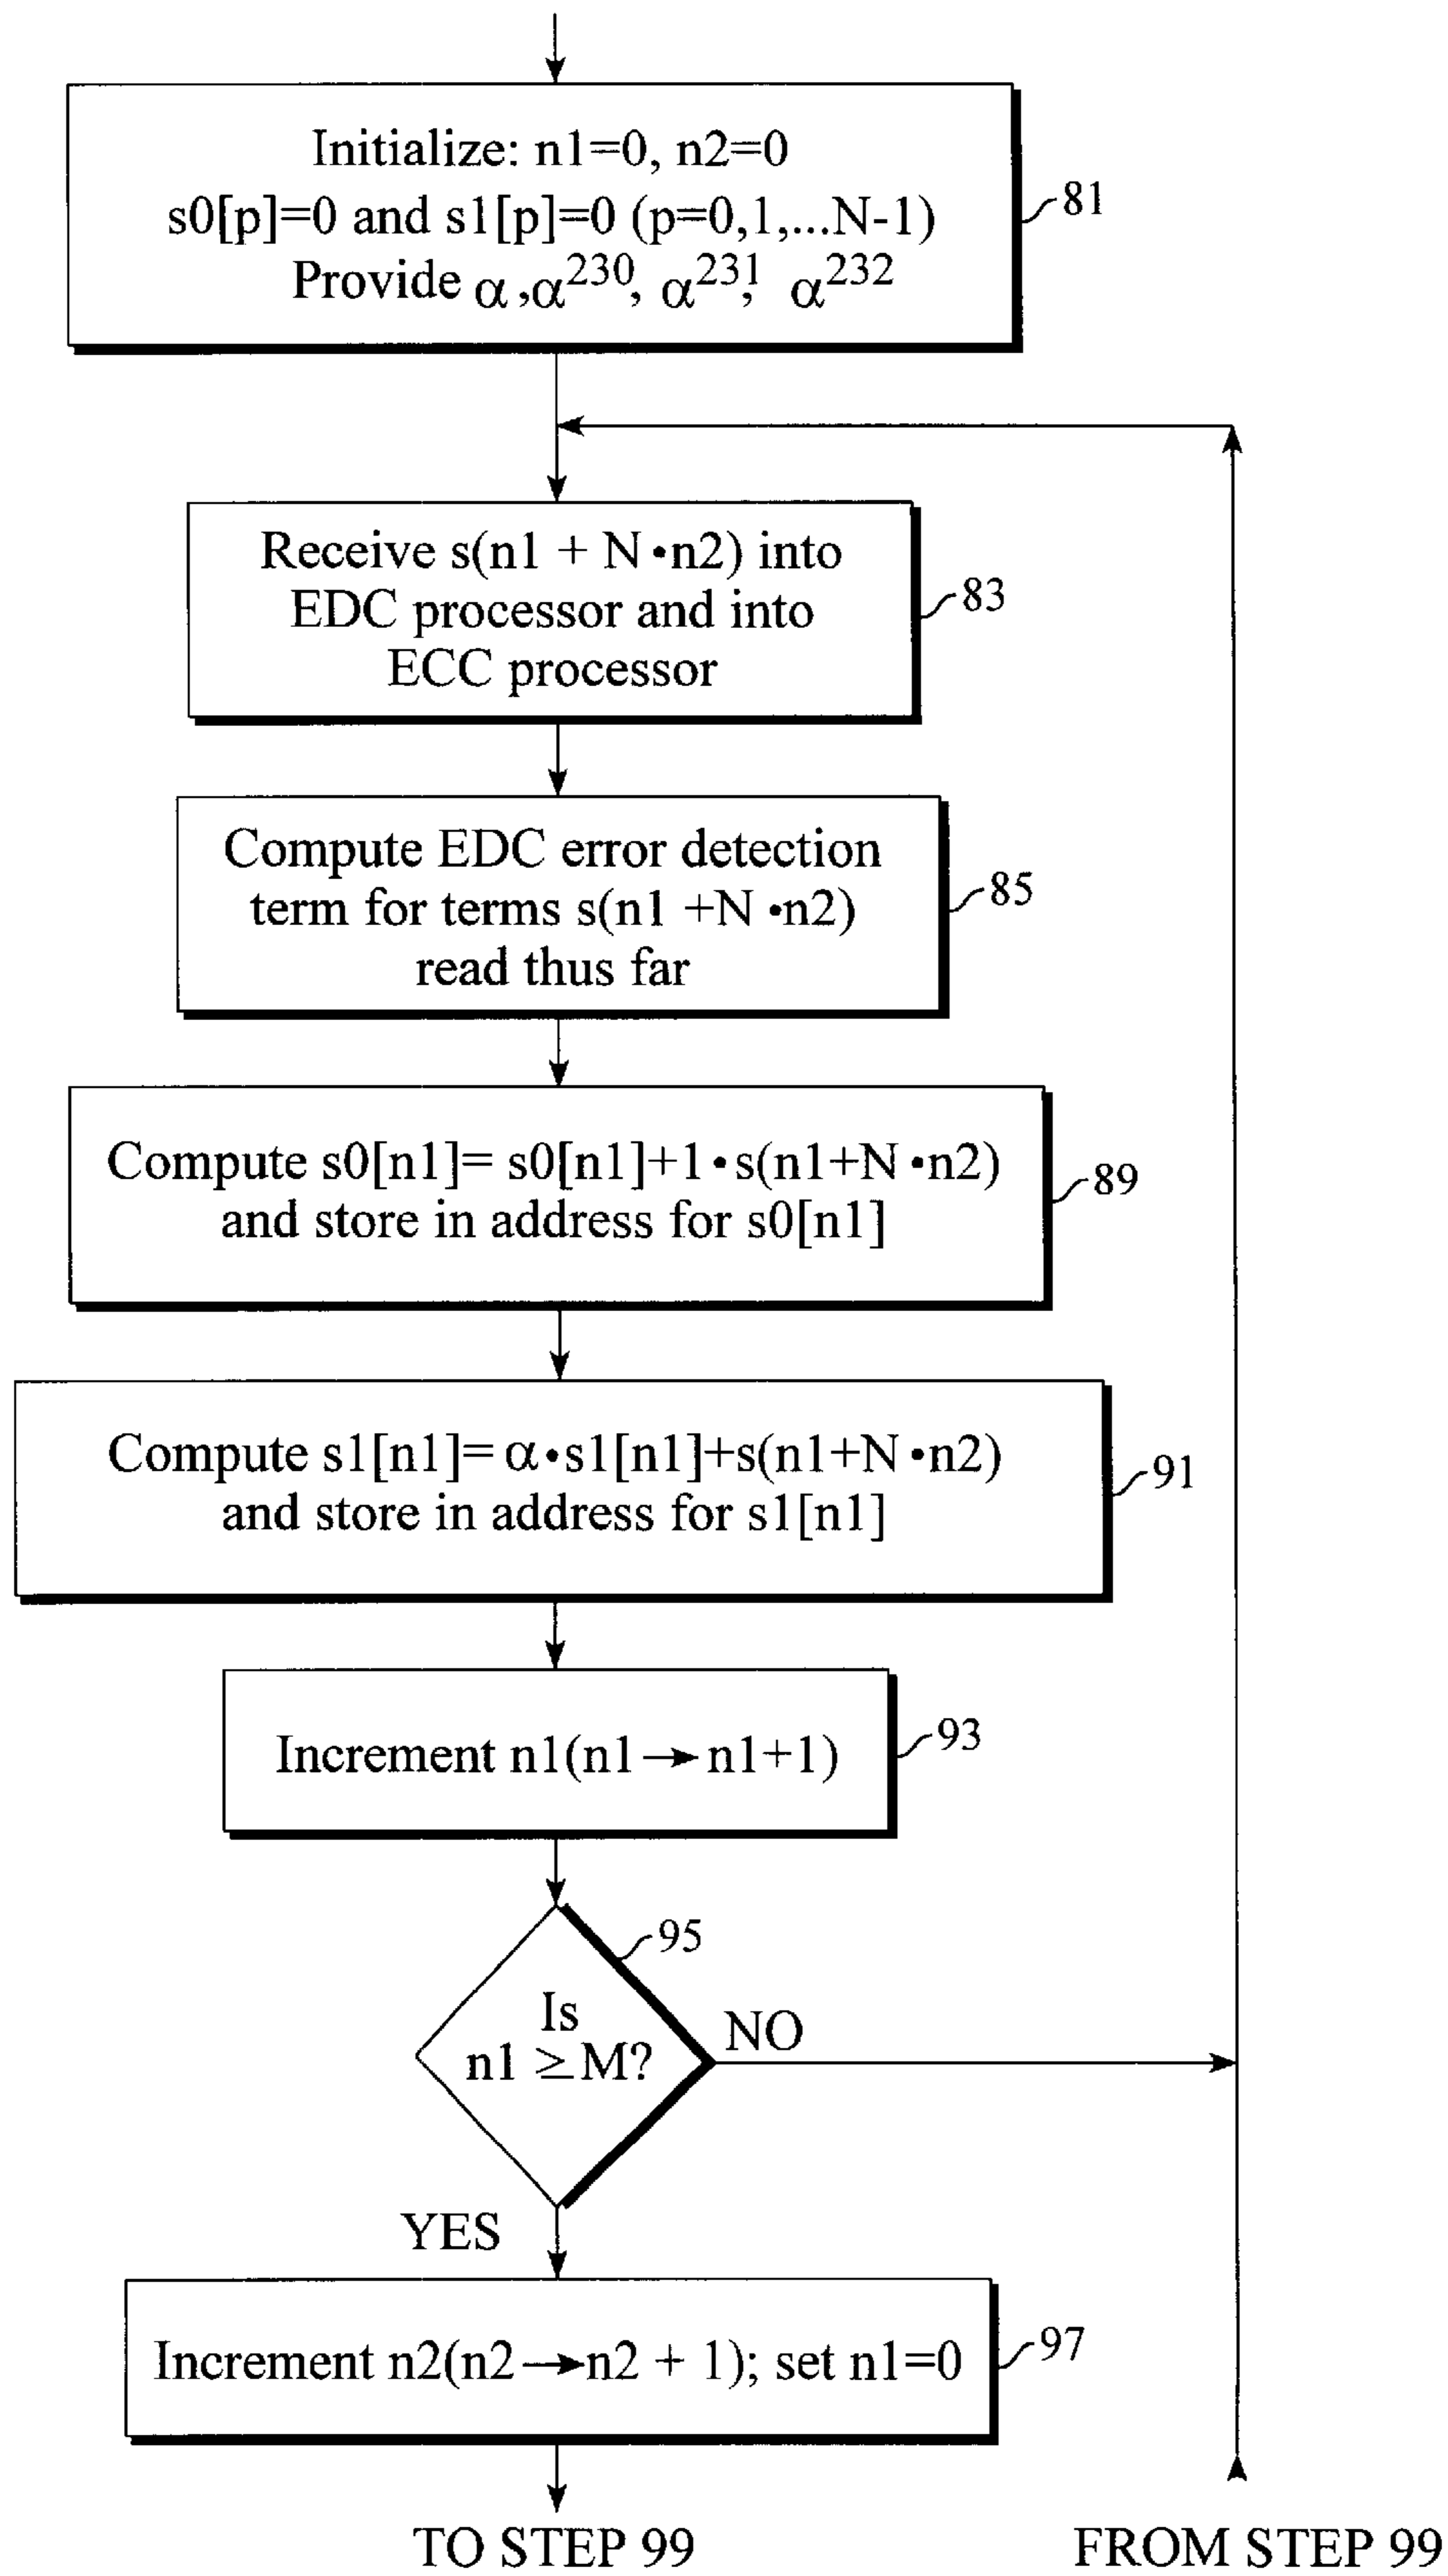 Initialize: n1=0, n2=0
s0[p]=0 and s1[p]=0 (p=0,1,...N-1)
Provide α,α²³⁰, α²³¹, α²³²
81
Receive s(n1 + N•n2) into
EDC processor and into
ECC processor
83
Compute EDC error detection
term for terms s(n1 +N •n2)
read thus far
85
Compute s0[n1]= s0[n1]+1•s(n1+N•n2)
and store in address for s0[n1]
89
Compute s1[n1]= α•s1[n1]+s(n1+N•n2)
and store in address for s1[n1]
91
Increment n1(n1→n1+1)
93
95
Is
n1 ≥M?
NO
YES
Increment n2(n2→n2 + 1); set n1=0
97
TO STEP 99
FROM STEP 99